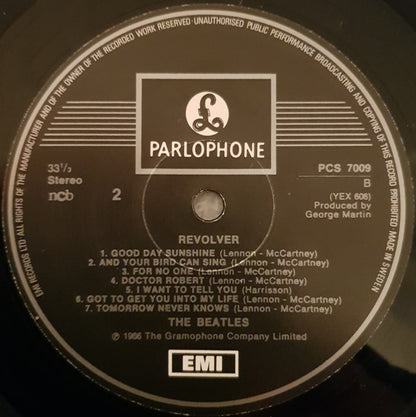 EMI RECORDS LTD ALL RIGHTS OF THE MANUFACTURER AND OF THE OWNER OF THE RECORDED WORK RESERVED·UNAUTHORISED PUBLIC PERFORMANCE BROADCASTING AND COPYING OF THIS RECORD PROHIBITED·MADE IN SWEDEN
£
PARLOPHONE
33⅓
Stereo
ncb
2
PCS 7009
B
(YEX 606)
Produced by
George Martin
REVOLVER
1. GOOD DAY SUNSHINE (Lennon - McCartney)
2. AND YOUR BIRD CAN SING (Lennon - McCartney)
3. FOR NO ONE (Lennon - McCartney)
4. DOCTOR ROBERT (Lennon - McCartney)
5. I WANT TO TELL YOU (Harrisson)
6. GOT TO GET YOU INTO MY LIFE (Lennon - McCartney)
7. TOMORROW NEVER KNOWS (Lennon - McCartney)
THE BEATLES
℗ 1966 The Gramophone Company Limited
EMI